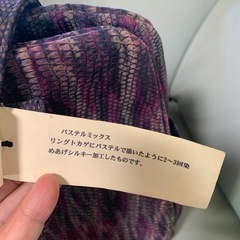 パステルミックス
リングトカゲにパステルで描いたように2〜3回染
めあげシルキー加工したものです。